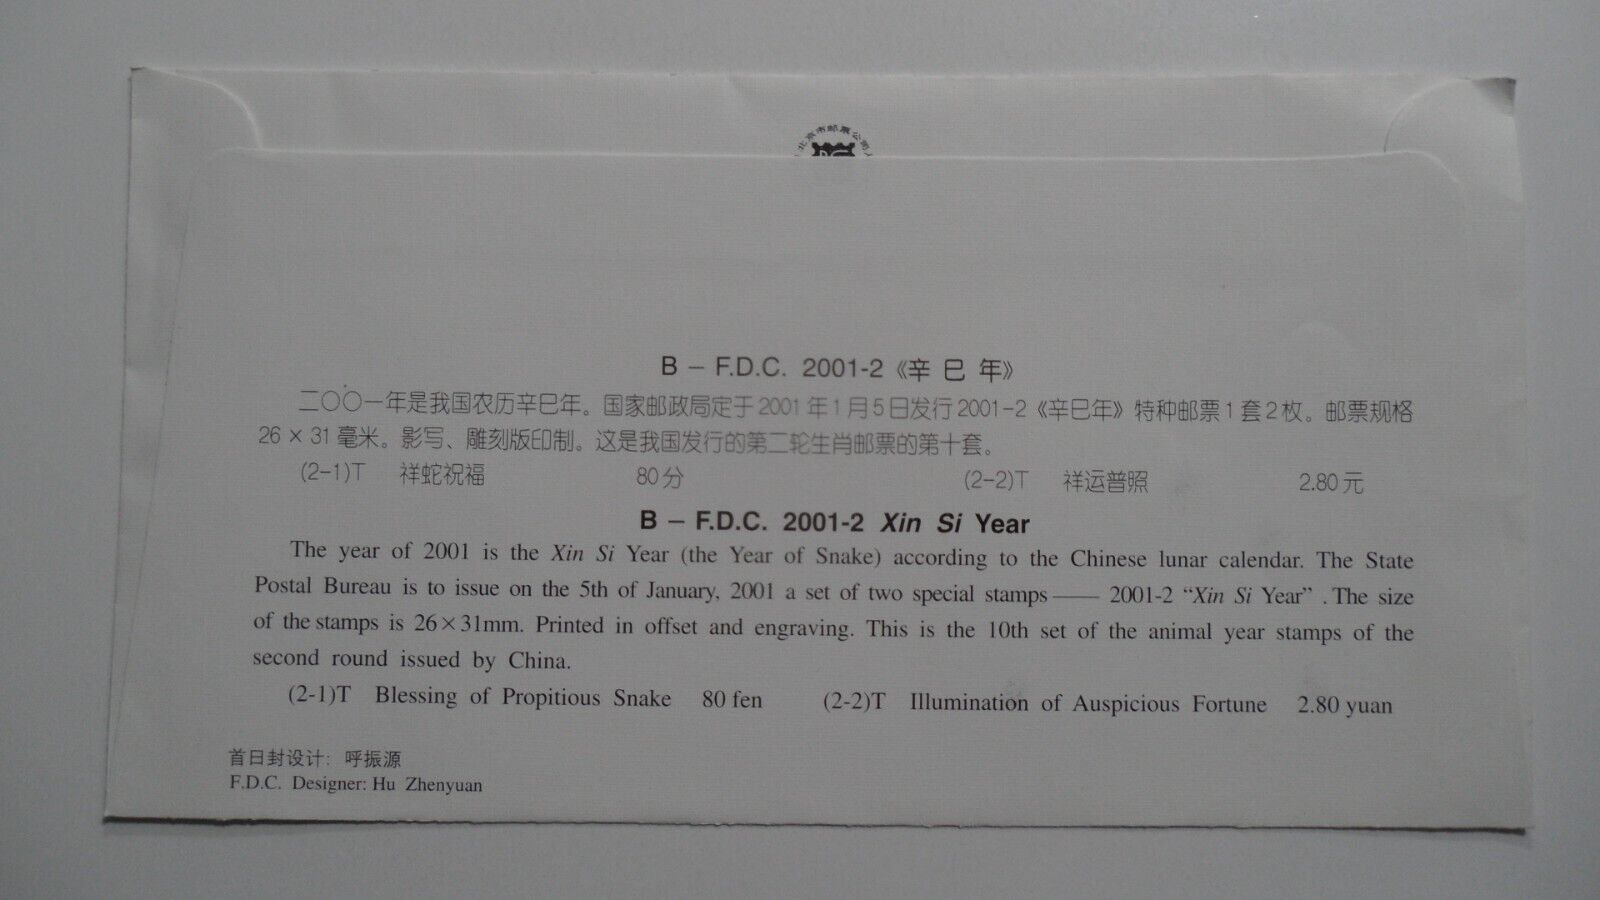 北京市邮票公司
B – F.D.C. 2001-2《辛巳年》
二〇〇一年是我国农历辛巳年。国家邮政局定于2001年1月5日发行2001-2《辛巳年》特种邮票1套2枚。邮票规格
26×31毫米。影写、雕刻版印制。这是我国发行的第二轮生肖邮票的第十套。
(2-1)T 祥蛇祝福 80分 (2-2)T 祥运普照 2.80元
B – F.D.C. 2001-2 Xin Si Year
The year of 2001 is the Xin Si Year (the Year of Snake) according to the Chinese lunar calendar. The State
Postal Bureau is to issue on the 5th of January, 2001 a set of two special stamps —— 2001-2 “Xin Si Year” . The size
of the stamps is 26×31mm. Printed in offset and engraving. This is the 10th set of the animal year stamps of the
second round issued by China.
(2-1)T Blessing of Propitious Snake 80 fen (2-2)T Illumination of Auspicious Fortune 2.80 yuan
首日封设计: 呼振源
F.D.C. Designer: Hu Zhenyuan